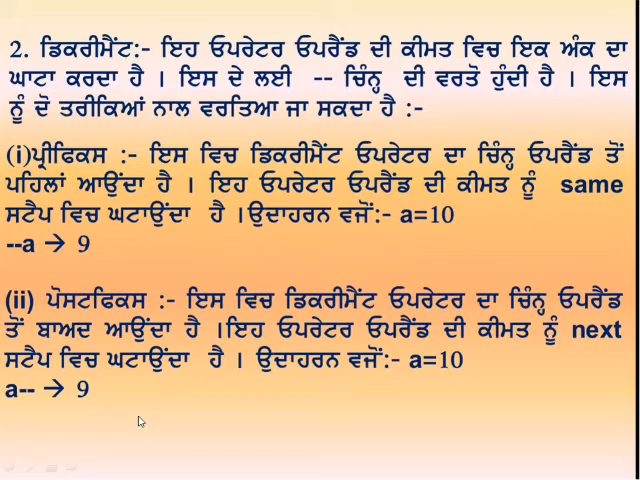 2. ਡਿਕਰੀਮੈਂਟ:- ਇਹ ਓਪਰੇਟਰ ਓਪਰੈਂਡ ਦੀ ਕੀਮਤ ਵਿਚ ਇਕ ਅੰਕ ਦਾ
ਘਾਟਾ ਕਰਦਾ ਹੈ । ਇਸ ਦੇ ਲਈ -- ਚਿੰਨ੍ਹ ਦੀ ਵਰਤੋ ਹੁੰਦੀ ਹੈ । ਇਸ
ਨੂੰ ਦੋ ਤਰੀਕਿਆਂ ਨਾਲ ਵਰਤਿਆ ਜਾ ਸਕਦਾ ਹੈ :-
(i)ਪ੍ਰੀਫਿਕਸ :- ਇਸ ਵਿਚ ਡਿਕਰੀਮੈਂਟ ਓਪਰੇਟਰ ਦਾ ਚਿੰਨ੍ਹ ਓਪਰੈਂਡ ਤੋਂ
ਪਹਿਲਾਂ ਆਉਂਦਾ ਹੈ । ਇਹ ਓਪਰੇਟਰ ਓਪਰੈਂਡ ਦੀ ਕੀਮਤ ਨੂੰ same
ਸਟੈਪ ਵਿਚ ਘਟਾਉਂਦਾ ਹੈ ।ਉਦਾਹਰਨ ਵਜੋਂ:- a=10
--a → 9
(ii) ਪੋਸਟਫਿਕਸ :- ਇਸ ਵਿਚ ਡਿਕਰੀਮੈਂਟ ਓਪਰੇਟਰ ਦਾ ਚਿੰਨ੍ਹ ਓਪਰੈਂਡ
ਤੋਂ ਬਾਅਦ ਆਉਂਦਾ ਹੈ ।ਇਹ ਓਪਰੇਟਰ ਓਪਰੈਂਡ ਦੀ ਕੀਮਤ ਨੂੰ next
ਸਟੈਪ ਵਿਚ ਘਟਾਉਂਦਾ ਹੈ । ਉਦਾਹਰਨ ਵਜੋਂ:- a=10
a-- → 9